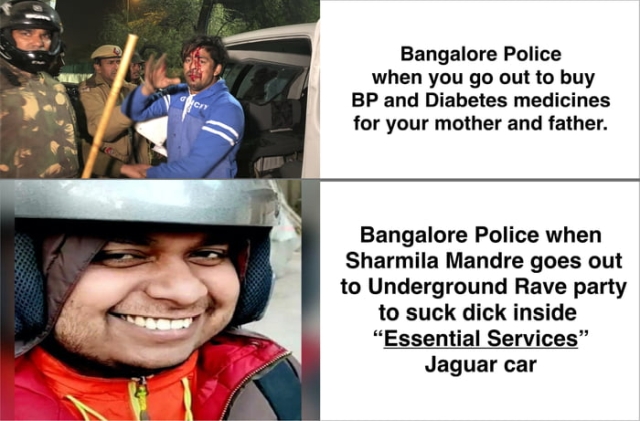 Bangalore Police
when you go out to buy
BP and Diabetes medicines
for your mother and father.
Bangalore Police when
Sharmila Mandre goes out
to Underground Rave party
to suck dick inside
“Essential Services”
Jaguar car